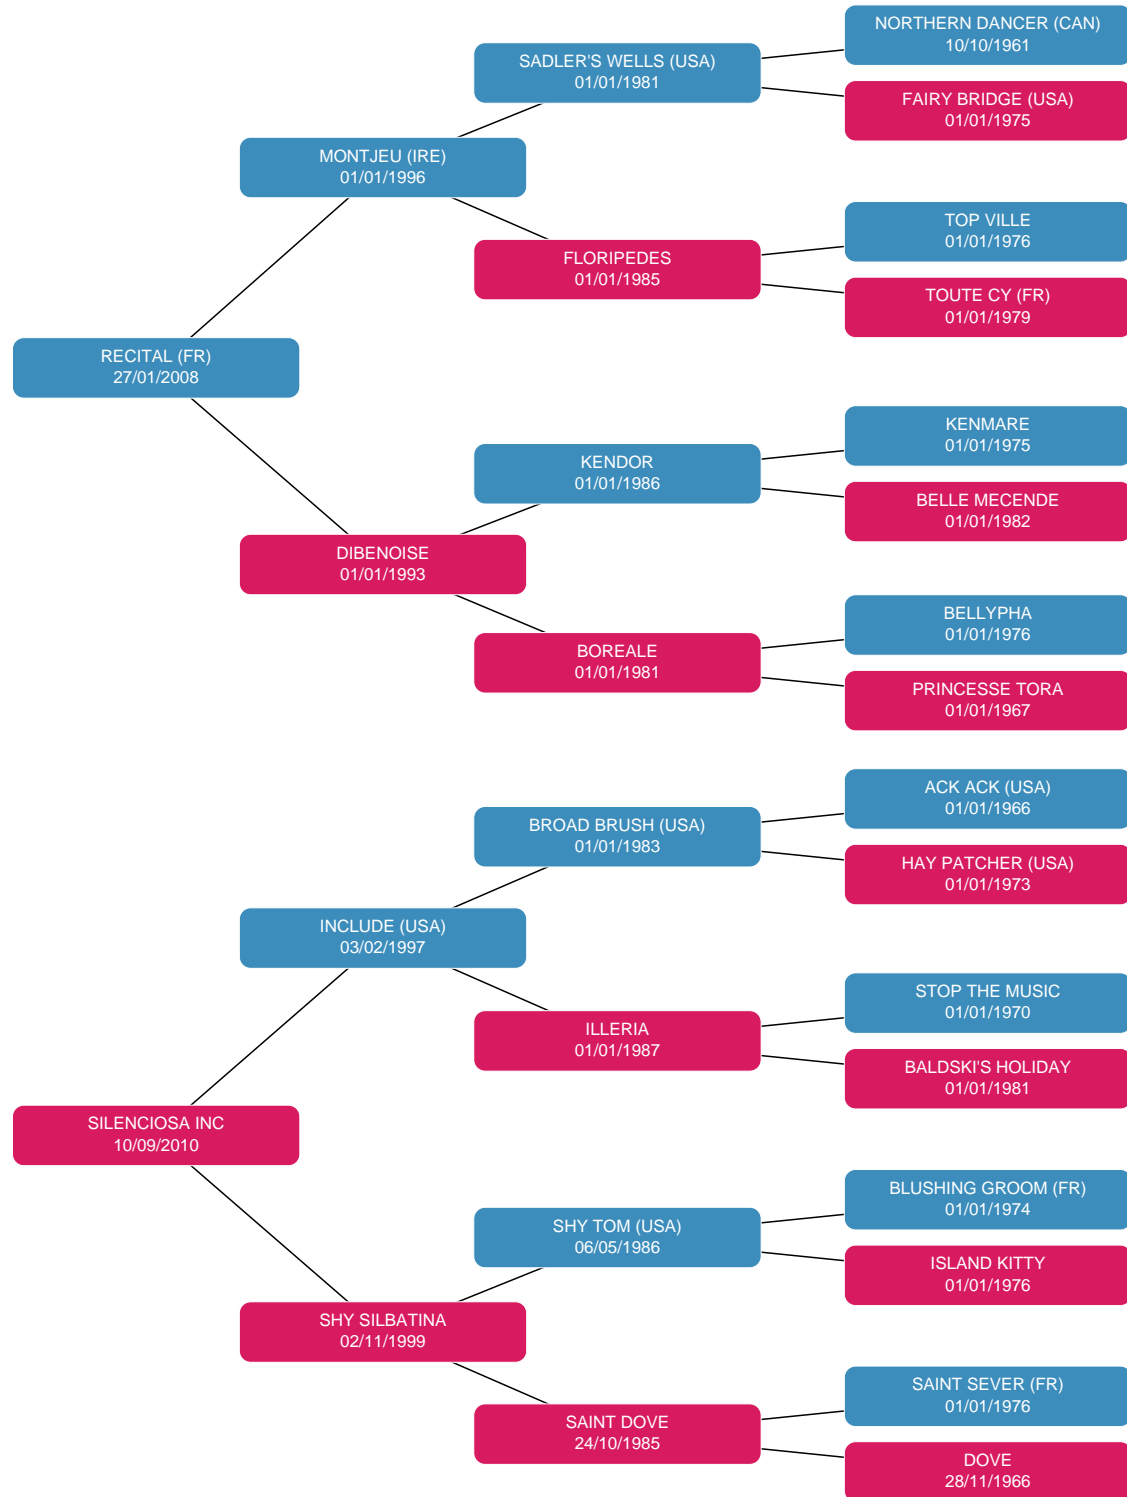 NORTHERN DANCER (CAN)
10/10/1961
SADLER'S WELLS (USA)
01/01/1981
FAIRY BRIDGE (USA)
01/01/1975
MONTJEU (IRE)
01/01/1996
TOP VILLE
01/01/1976
FLORIPEDES
01/01/1985
TOUTE CY (FR)
01/01/1979
RECITAL (FR)
27/01/2008
KENMARE
01/01/1975
KENDOR
01/01/1986
BELLE MECENDE
01/01/1982
DIBENOISE
01/01/1993
BELLYPHA
01/01/1976
BOREALE
01/01/1981
PRINCESSE TORA
01/01/1967
ACK ACK (USA)
01/01/1966
BROAD BRUSH (USA)
01/01/1983
HAY PATCHER (USA)
01/01/1973
INCLUDE (USA)
03/02/1997
STOP THE MUSIC
01/01/1970
ILLERIA
01/01/1987
BALDSKI'S HOLIDAY
01/01/1981
SILENCIOSA INC
10/09/2010
BLUSHING GROOM (FR)
01/01/1974
SHY TOM (USA)
06/05/1986
ISLAND KITTY
01/01/1976
SHY SILBATINA
02/11/1999
SAINT SEVER (FR)
01/01/1976
SAINT DOVE
24/10/1985
DOVE
28/11/1966